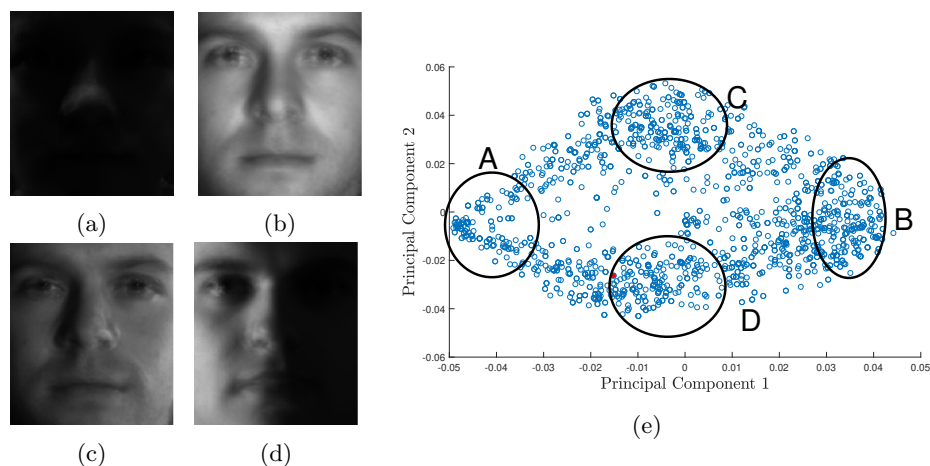 (a)
(b)
(c)
(d)
0.06
0.04
0.02
0
-0.02
-0.04
-0.06
Principal Component 2
-0.05
-0.04
-0.03
-0.02
-0.01
0
0.01
0.02
0.03
0.04
0.05
Principal Component 1
A
C
B
D
(e)